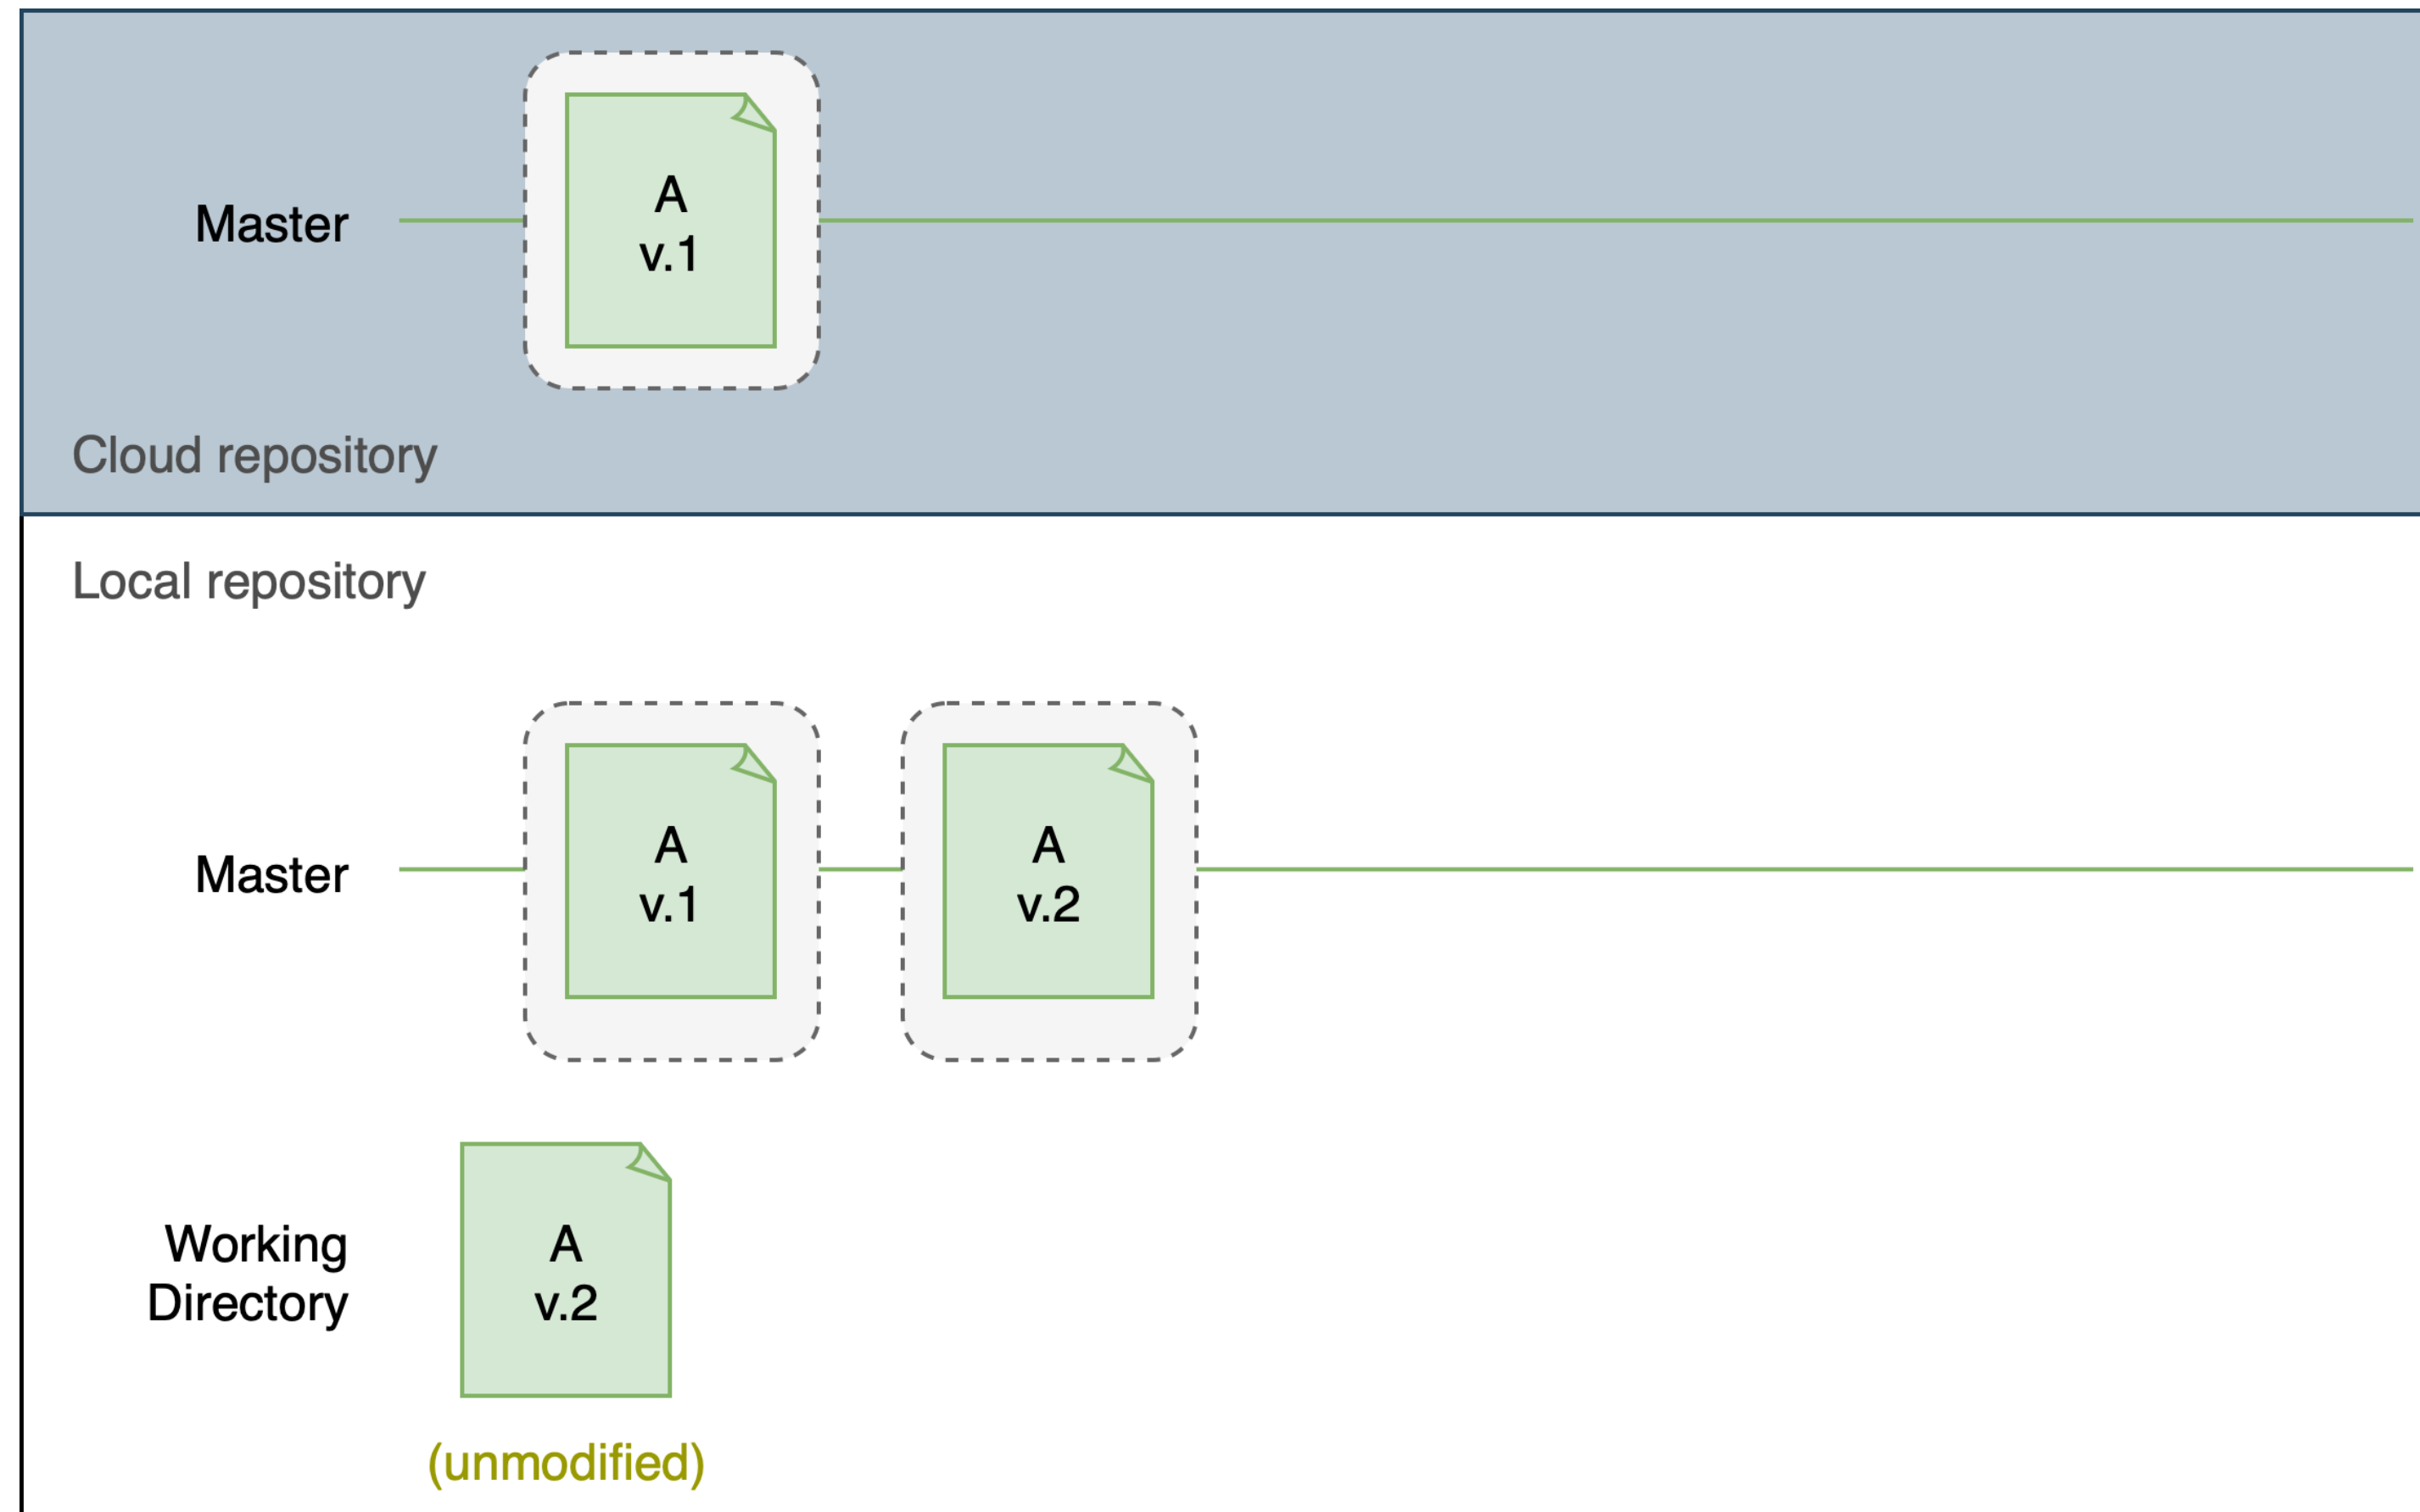 A
v.1
Master
Cloud repository
Local repository
A
v.1
A
v.2
Master
Working
Directory
A
v.2
(unmodified)